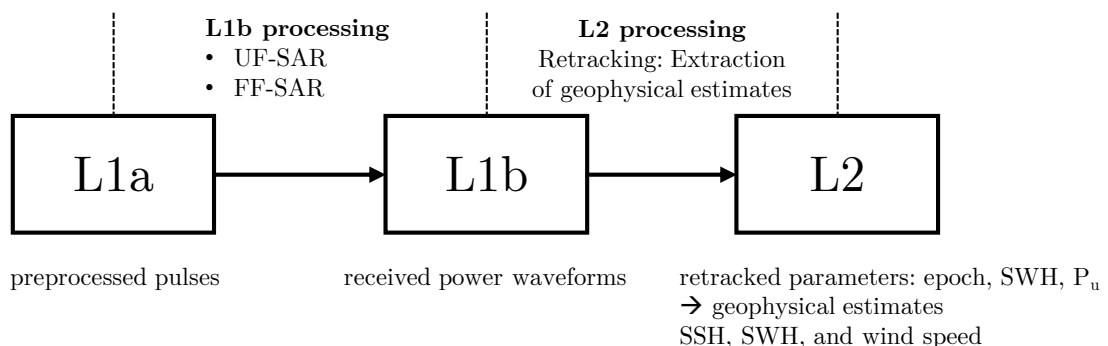 L1b processing
• UF-SAR
• FF-SAR
L2 processing
Retracking: Extraction
of geophysical estimates
L1a
L1b
L2
preprocessed pulses
received power waveforms
retracked parameters: epoch, SWH, Pu
→ geophysical estimates
SSH, SWH, and wind speed